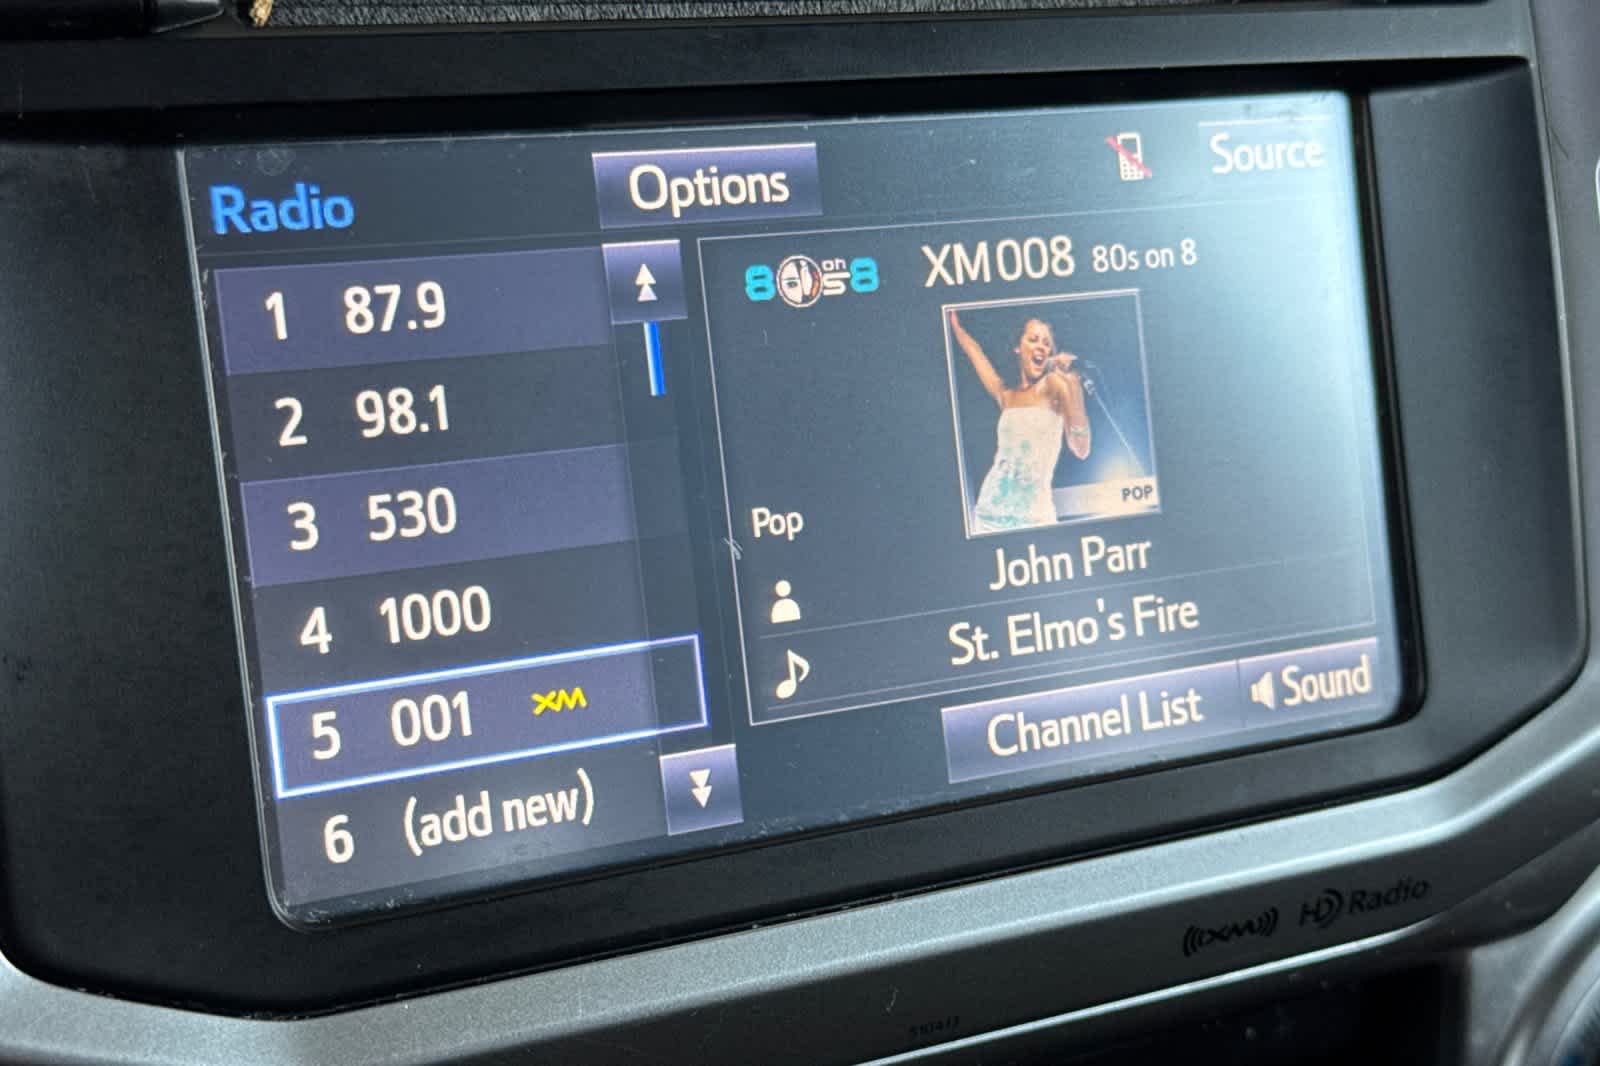 Radio
Options
Source
1 87.9
2 98.1
3 530
4 1000
5 001 XM
6 (add new)
80s on 8
XM008 80s on 8
POP
Pop
John Parr
St. Elmo's Fire
Channel List
Sound
((XM)) HD Radio
510413